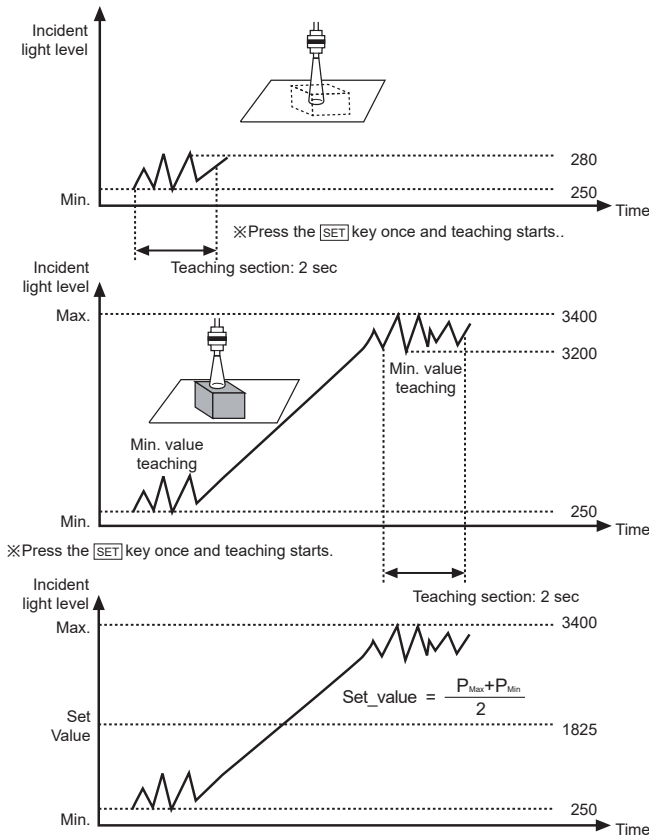 Incident
light level
280
250
Min.
Time
※Press the SET key once and teaching starts..
Teaching section: 2 sec
Incident
light level
Max.
3400
3200
Min. value
teaching
Min. value
teaching
250
Min.
Time
※Press the SET key once and teaching starts.
Teaching section: 2 sec
Incident
light level
Max.
3400
Set_value = PMax+PMin
2
Set
Value
1825
250
Min.
Time